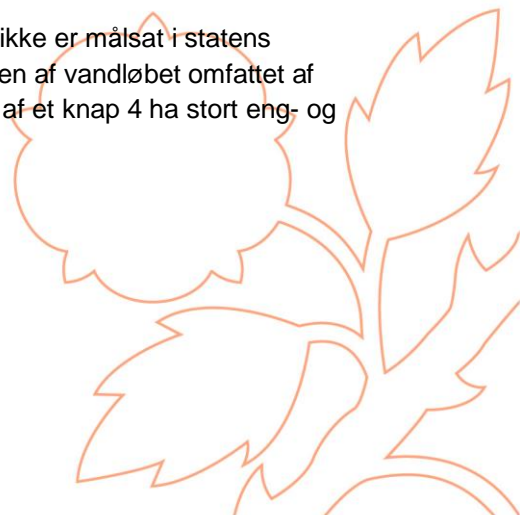 ikke er målsat i statens
en af vandløbet omfattet af
af et knap 4 ha stort eng- og